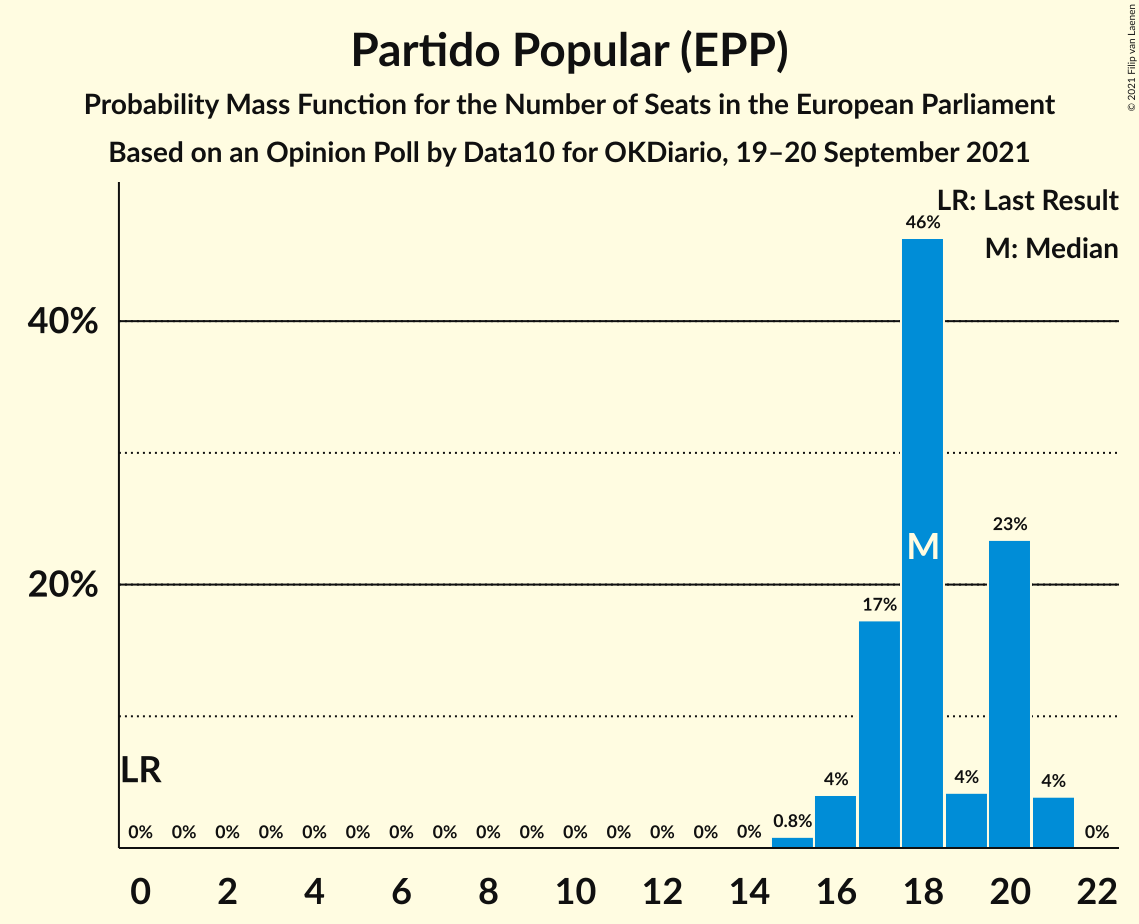 Partido Popular (EPP)
Probability Mass Function for the Number of Seats in the European Parliament
Based on an Opinion Poll by Data10 for OKDiario, 19–20 September 2021
© 2021 Filip van Laenen
LR: Last Result
M: Median
40%
20%
LR
M
0% 0% 0% 0% 0% 0% 0% 0% 0% 0% 0% 0% 0% 0% 0% 0.8% 4% 17% 46% 4% 23% 4% 0%
0 2 4 6 8 10 12 14 16 18 20 22